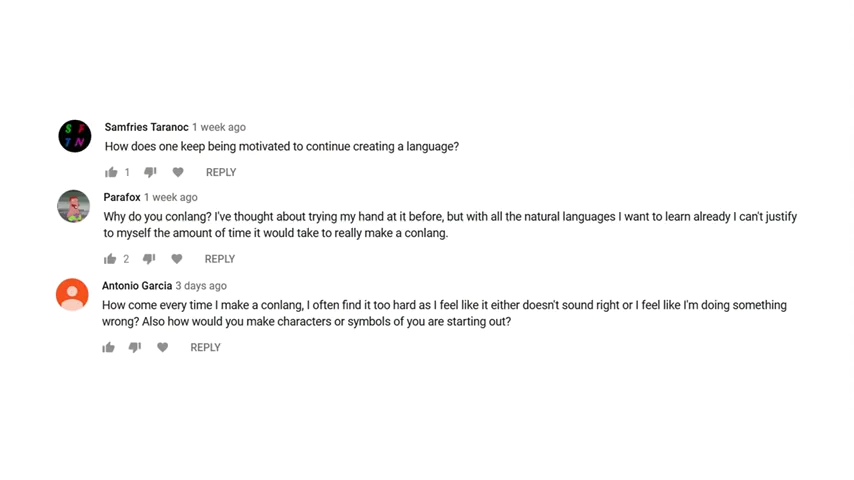 Samfries Taranoc 1 week ago
How does one keep being motivated to continue creating a language?
1 REPLY
Parafox 1 week ago
Why do you conlang? I've thought about trying my hand at it before, but with all the natural languages I want to learn already I can't justify
to myself the amount of time it would take to really make a conlang.
2 REPLY
Antonio Garcia 3 days ago
How come every time I make a conlang, I often find it too hard as I feel like it either doesn't sound right or I feel like I'm doing something
wrong? Also how would you make characters or symbols of you are starting out?
REPLY